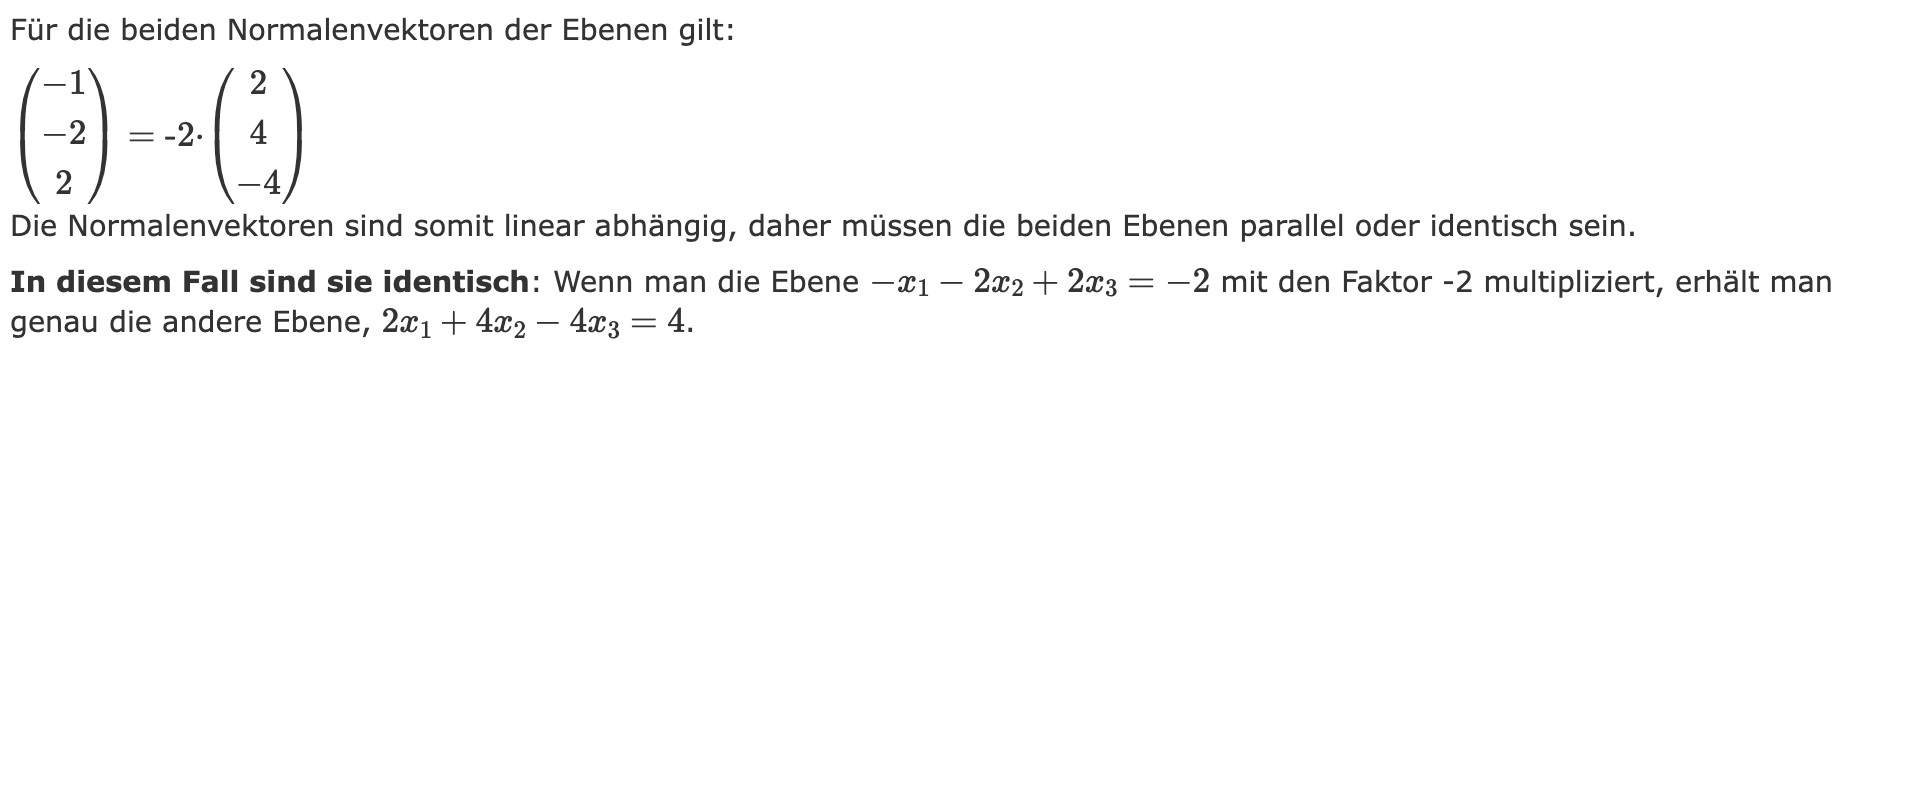 Für die beiden Normalenvektoren der Ebenen gilt:
$\begin{pmatrix} -1 \\ -2 \\ 2 \end{pmatrix} = \text{-2·} \begin{pmatrix} 2 \\ 4 \\ -4 \end{pmatrix}$
Die Normalenvektoren sind somit linear abhängig, daher müssen die beiden Ebenen parallel oder identisch sein.
In diesem Fall sind sie identisch: Wenn man die Ebene $-x_1 - 2x_2 + 2x_3 = -2$ mit den Faktor -2 multipliziert, erhält man
genau die andere Ebene, $2x_1 + 4x_2 - 4x_3 = 4$.